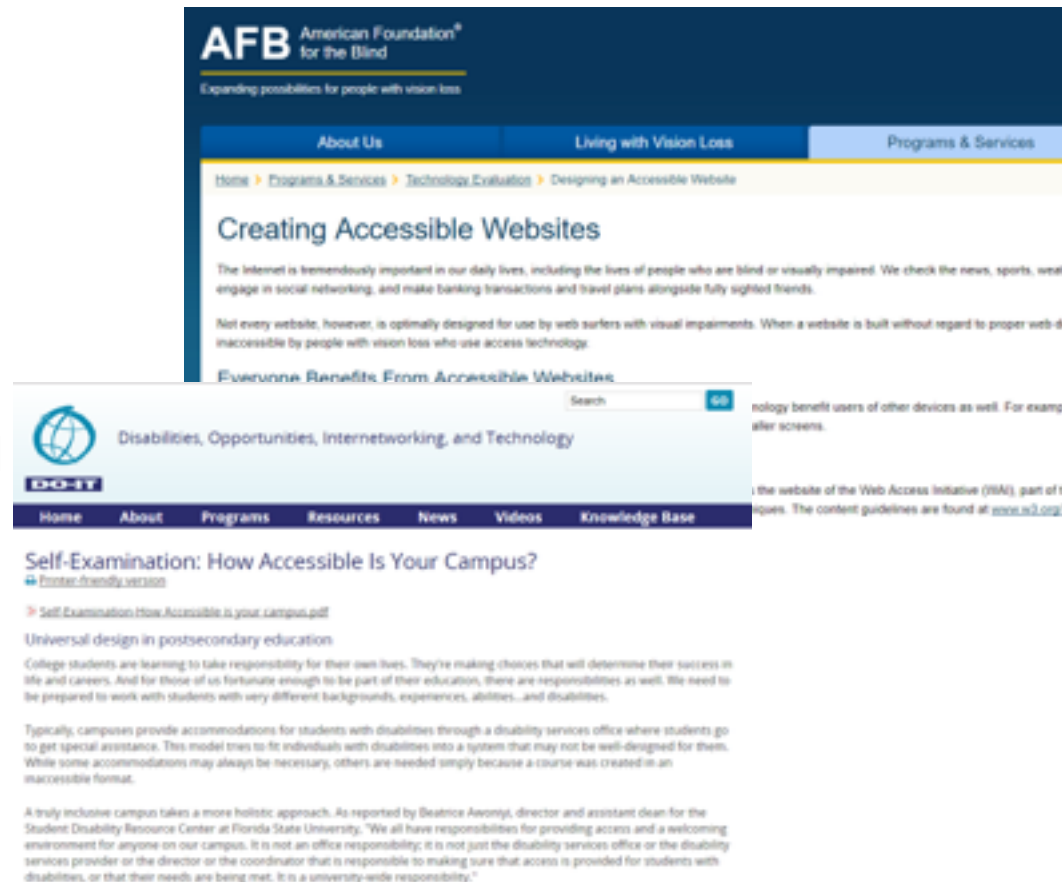 AFB American Foundation®
for the Blind
Expanding possibilities for people with vision loss
About Us Living with Vision Loss Programs & Services
Home Programs & Services Technology Evaluation Designing an Accessible Website
Creating Accessible Websites
The Internet is tremendously important in our daily lives, including the lives of people who are blind or visually impaired. We check the news, sports, weat
engage in social networking, and make banking transactions and travel plans alongside fully sighted friends.
Not every website, however, is optimally designed for use by web surfers with visual impairments. When a website is built without regard to proper web d
inaccessible by people with vision loss who use access technology.
Everyone Benefits From Accessible Websites
nology benefit users of other devices as well. For examp
aller screens.
the website of the Web Access Initiative (WAI), part of t
iques. The content guidelines are found at www.w3.org/
Search GO
Disabilities, Opportunities, Internetworking, and Technology
DO-IT
Home About Programs Resources News Videos Knowledge Base
Self-Examination: How Accessible Is Your Campus?
Printer-friendly version
Self-Examination-How-Accessible is your campus.pdf
Universal design in postsecondary education
College students are learning to take responsibility for their own lives. They're making choices that will determine their success in
life and careers. And for those of us fortunate enough to be part of their education, there are responsibilities as well. We need to
be prepared to work with students with very different backgrounds, experiences, abilities...and disabilities.
Typically, campuses provide accommodations for students with disabilities through a disability services office where students go
to get special assistance. This model tries to fit individuals with disabilities into a system that may not be well-designed for them.
While some accommodations may always be necessary, others are needed simply because a course was created in an
inaccessible format.
A truly inclusive campus takes a more holistic approach. As reported by Beatrice Awoniyi, director and assistant dean for the
Student Disability Resource Center at Florida State University, "We all have responsibilities for providing access and a welcoming
environment for anyone on our campus. It is not an office responsibility; it is not just the disability services office or the disability
services provider or the director or the coordinator that is responsible to making sure that access is provided for students with
disabilities, or that their needs are being met. It is a university-wide responsibility."